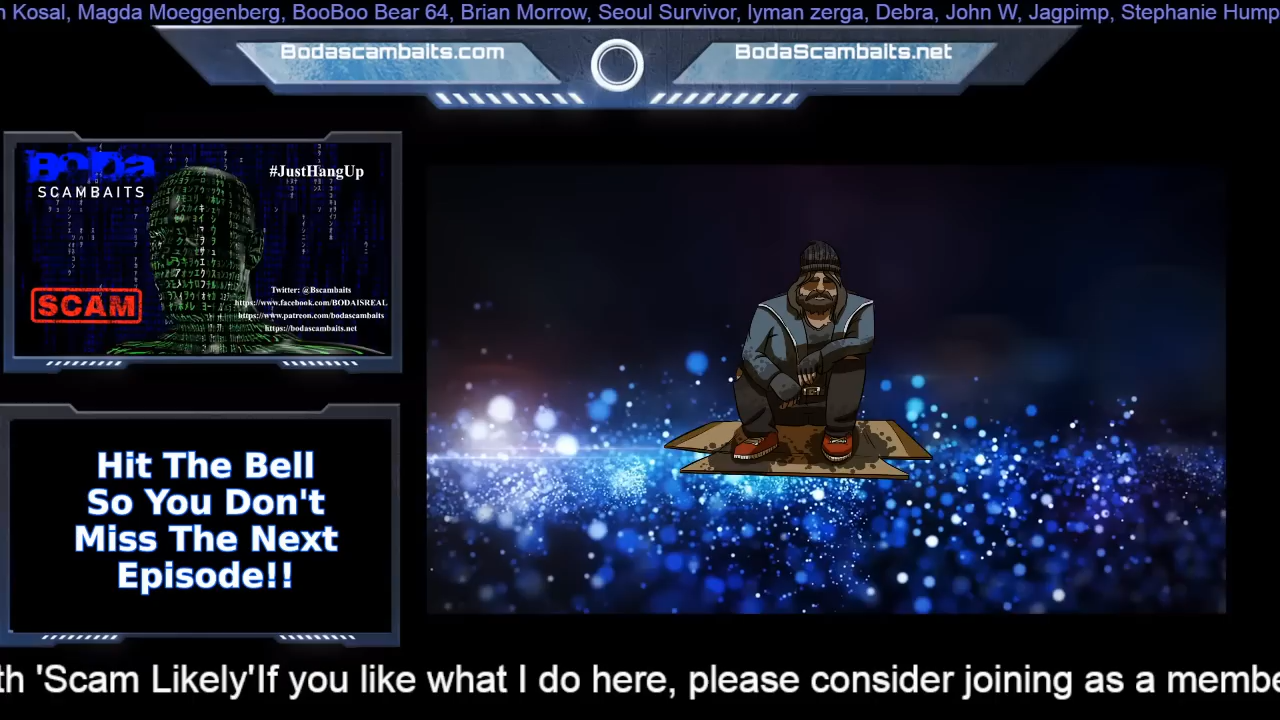 n Kosal, Magda Moeggenberg, BooBoo Bear 64, Brian Morrow, Seoul Survivor, lyman zerga, Debra, John W, Jagpimp, Stephanie Hump
Bodascambaits.com
BodaScambaits.net
BoDa
SCAMBAITS
#JustHangUp
SCAM
Twitter: @Bscambaits
https://www.facebook.com/BODAISREAL
https://www.patreon.com/bodascambaits
https://bodascambaits.net
Hit The Bell
So You Don't
Miss The Next
Episode!!
th 'Scam Likely'If you like what I do here, please consider joining as a membe